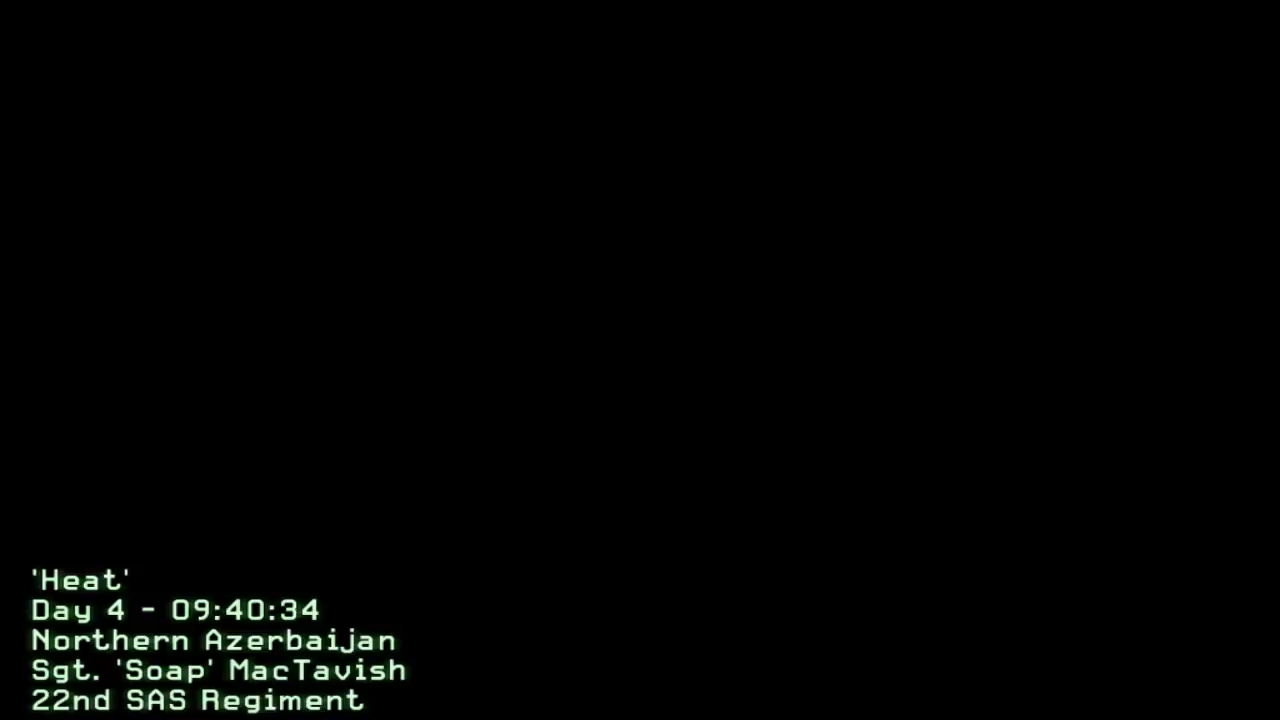 'Heat'
Day 4 - 09:40:34
Northern Azerbaijan
Sgt. 'Soap' MacTavish
22nd SAS Regiment